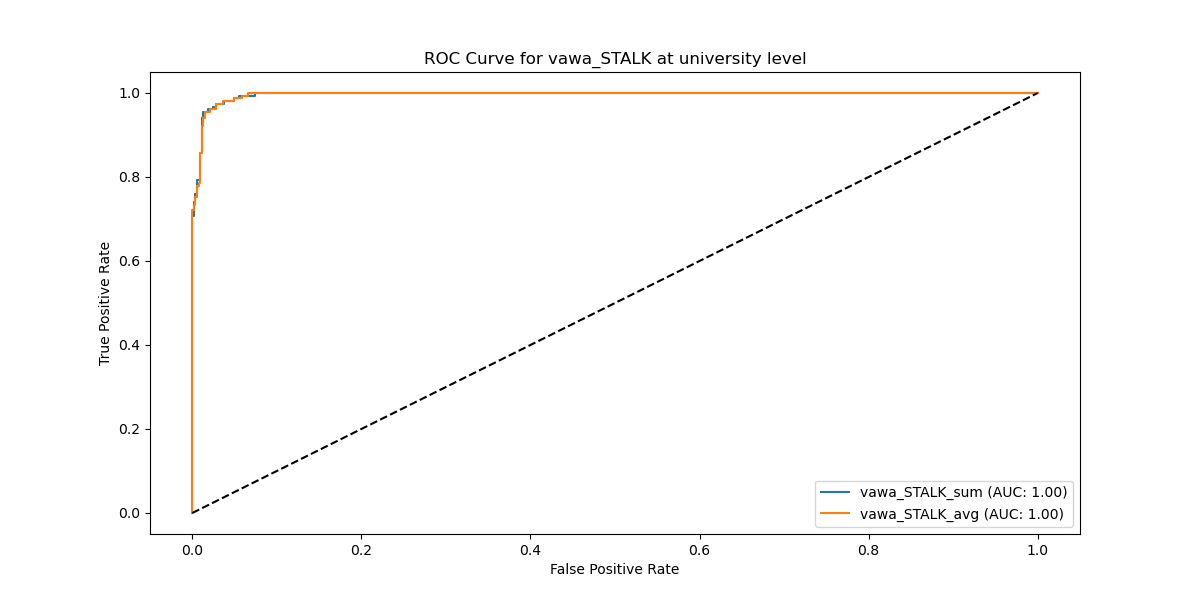 ROC Curve for vawa_STALK at university level
True Positive Rate
1.0
0.8
0.6
0.4
0.2
0.0
vawa_STALK_sum (AUC: 1.00)
vawa_STALK_avg (AUC: 1.00)
0.0 0.2 0.4 0.6 0.8 1.0
False Positive Rate